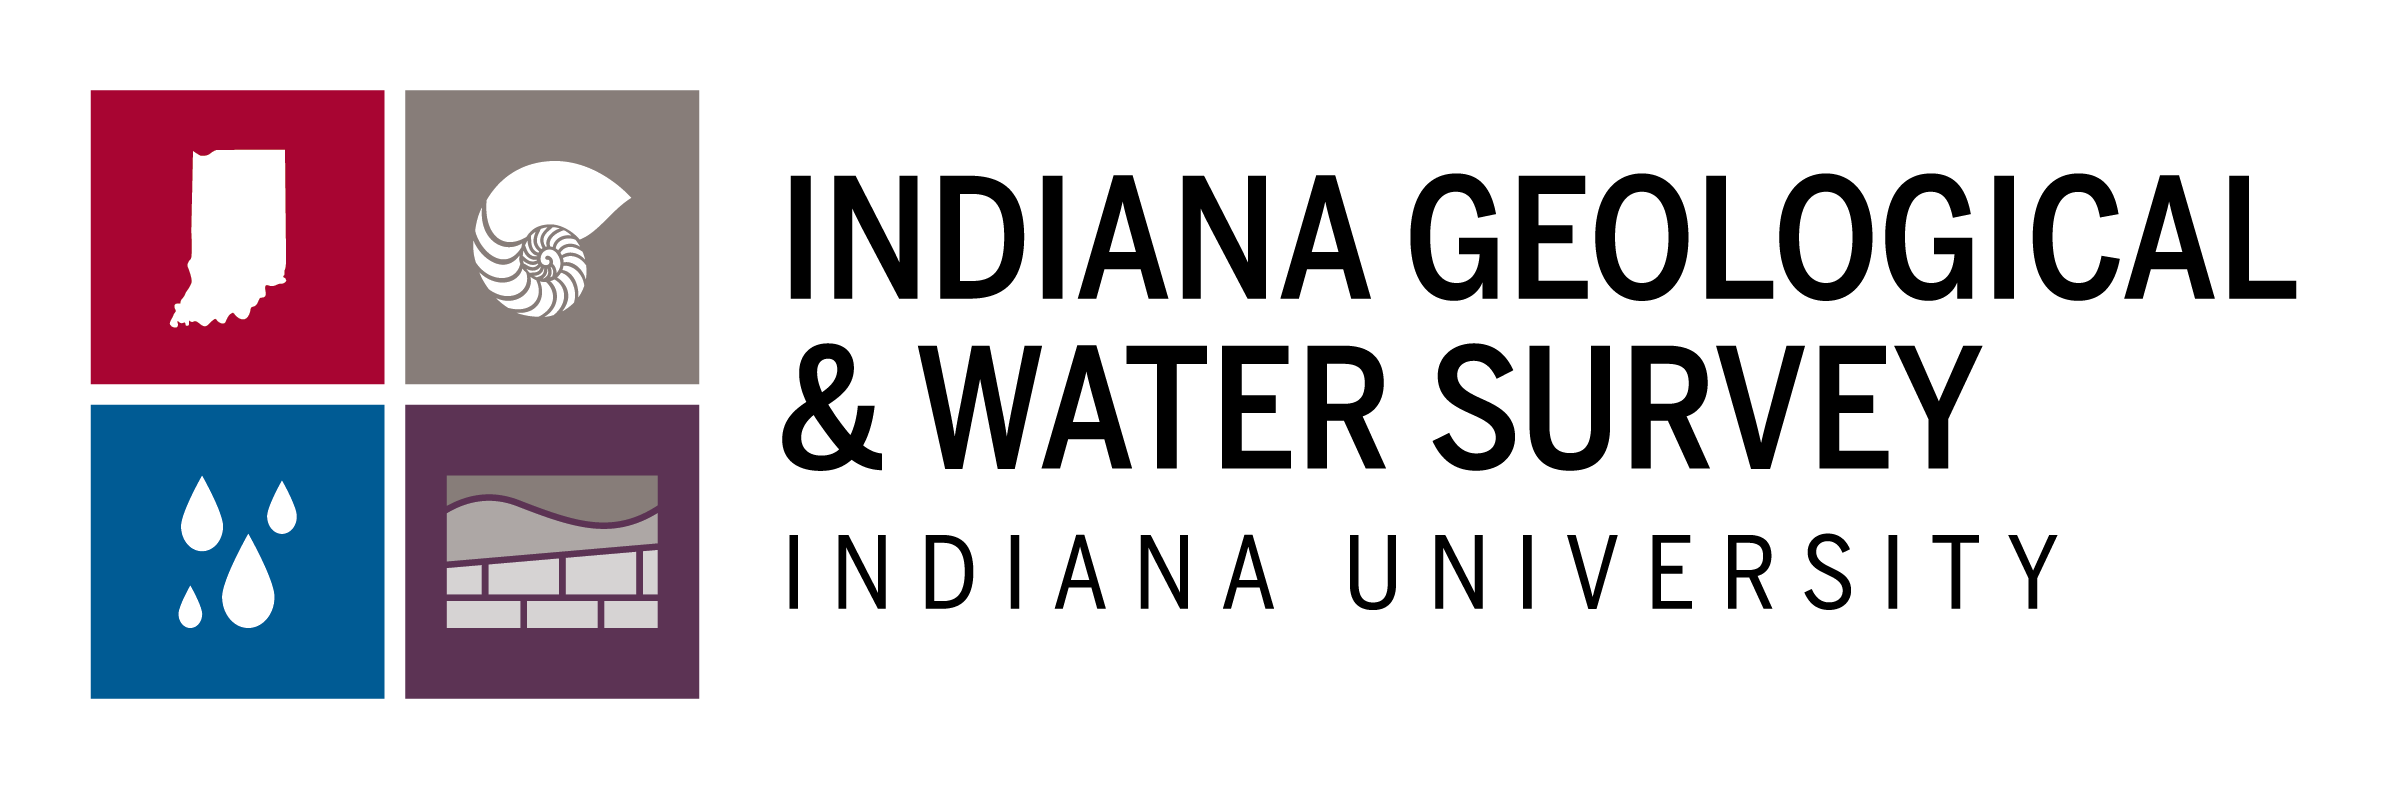 INDIANA GEOLOGICAL
& WATER SURVEY
INDIANA UNIVERSITY